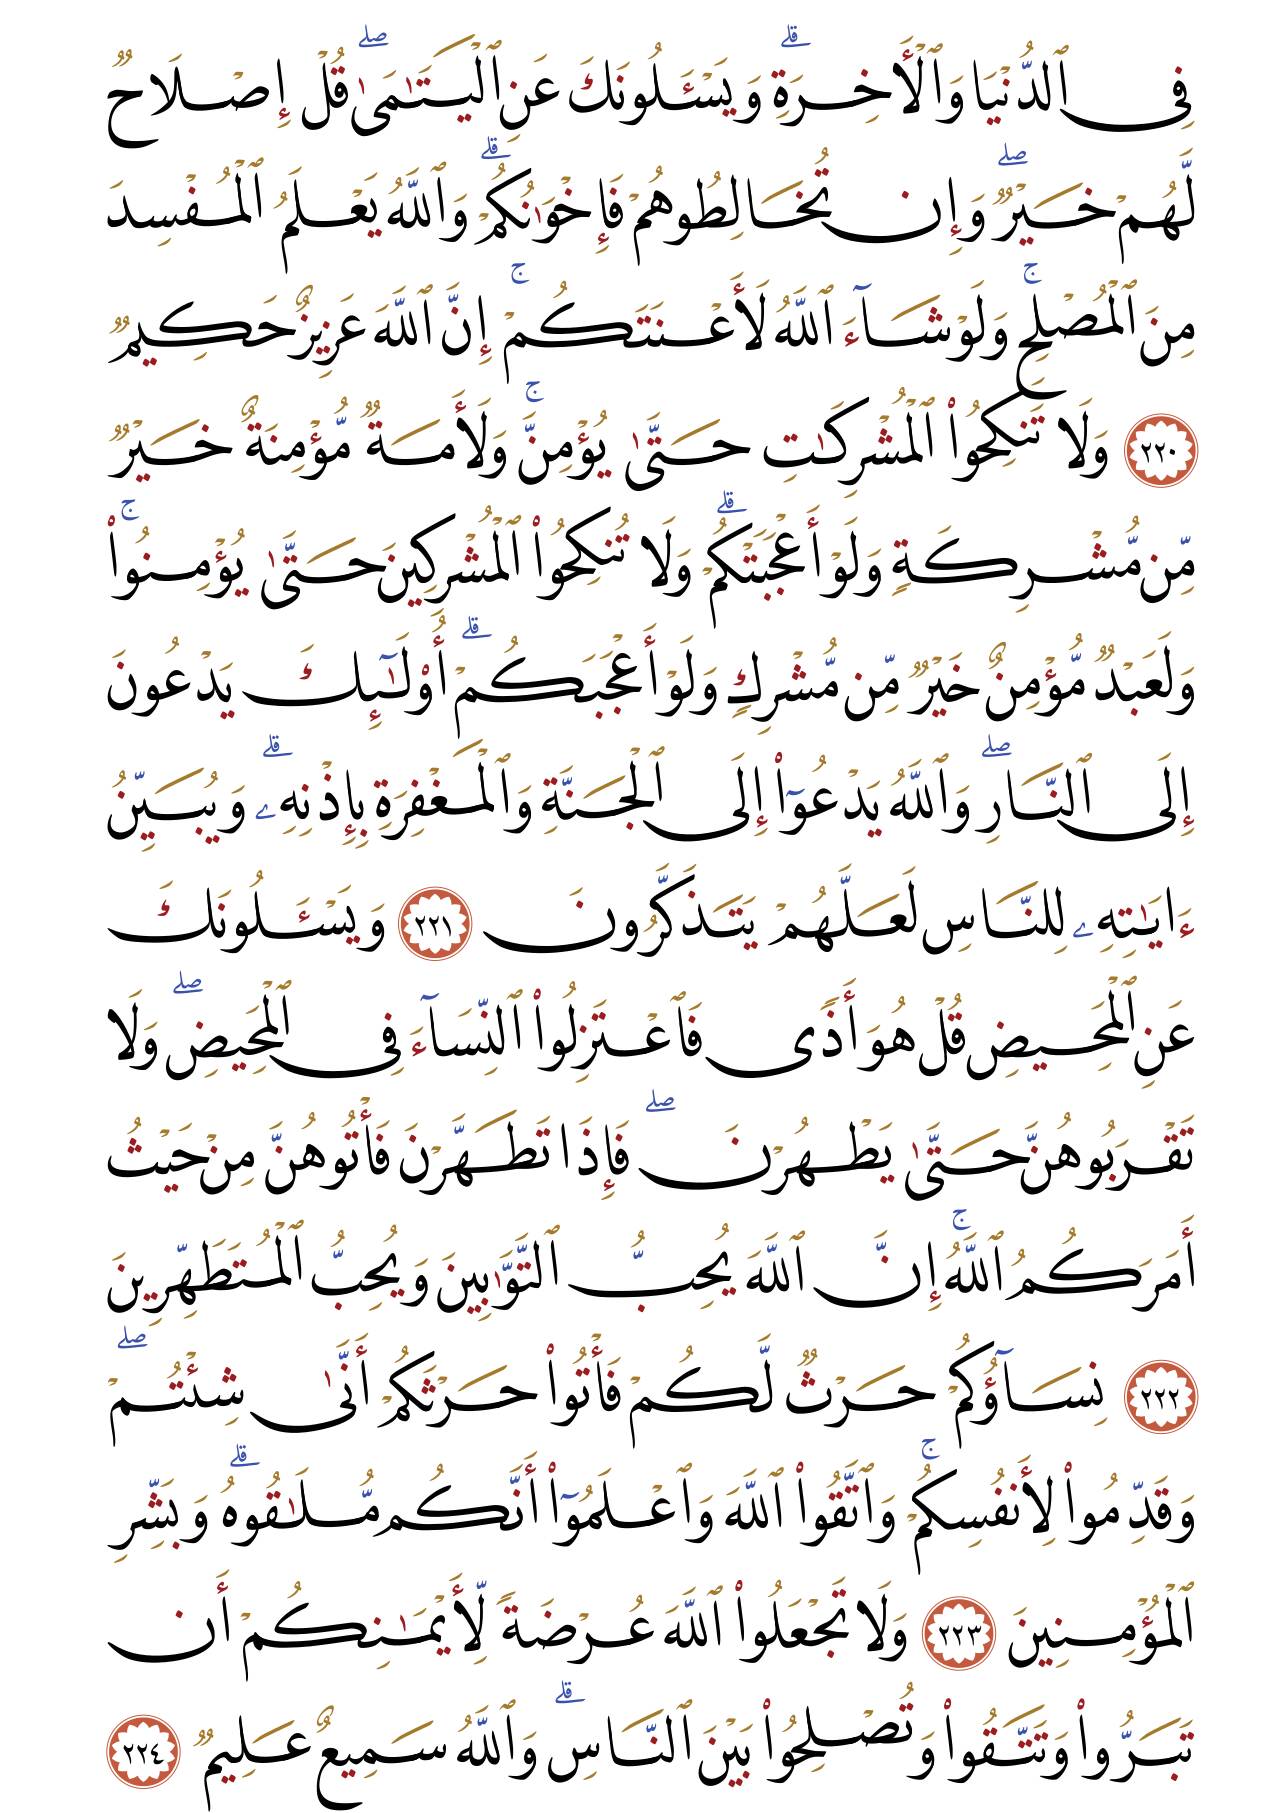 فِى ٱلدُّنْيَا وَٱلْأَخِرَةِ ۗ وَيَسْـَٔلُونَكَ عَنِ ٱلْيَتَـٰمَىٰ ۖ قُلْ إِصْلَاحٌ
لَّهُمْ خَيْرٌ ۖ وَإِن تُخَالِطُوهُمْ فَإِخْوَٰنُكُمْ ۗ وَٱللَّهُ يَعْلَمُ ٱلْمُفْسِدَ
مِنَ ٱلْمُصْلِحِ ۚ وَلَوْ شَآءَ ٱللَّهُ لَأَعْنَتَكُمْ ۚ إِنَّ ٱللَّهَ عَزِيزٌ حَكِيمٌ
٢٢٠ وَلَا تَنكِحُوا۟ ٱلْمُشْرِكَـٰتِ حَتَّىٰ يُؤْمِنَّ ۚ وَلَأَمَةٌ مُّؤْمِنَةٌ خَيْرٌ
مِّن مُّشْرِكَةٍ وَلَوْ أَعْجَبَتْكُمْ ۗ وَلَا تُنكِحُوا۟ ٱلْمُشْرِكِينَ حَتَّىٰ يُؤْمِنُوا۟ ۚ
وَلَعَبْدٌ مُّؤْمِنٌ خَيْرٌ مِّن مُّشْرِكٍ وَلَوْ أَعْجَبَكُمْ ۗ أُو۟لَـٰٓئِكَ يَدْعُونَ
إِلَى ٱلنَّارِ ۖ وَٱللَّهُ يَدْعُوٓا۟ إِلَى ٱلْجَنَّةِ وَٱلْمَغْفِرَةِ بِإِذْنِهِۦ ۗ وَيُبَيِّنُ
ءَايَـٰتِهِۦ لِلنَّاسِ لَعَلَّهُمْ يَتَذَكَّرُونَ ٢٢١ وَيَسْـَٔلُونَكَ
عَنِ ٱلْمَحِيضِ قُلْ هُوَ أَذًى فَٱعْتَزِلُوا۟ ٱلنِّسَآءَ فِى ٱلْمَحِيضِ ۖ وَلَا
تَقْرَبُوهُنَّ حَتَّىٰ يَطْهُرْنَ ۖ فَإِذَا تَطَهَّرْنَ فَأْتُوهُنَّ مِنْ حَيْثُ
أَمَرَكُمُ ٱللَّهُ ۚ إِنَّ ٱللَّهَ يُحِبُّ ٱلتَّوَّٰبِينَ وَيُحِبُّ ٱلْمُتَطَهِّرِينَ
٢٢٢ نِسَآؤُكُمْ حَرْثٌ لَّكُمْ فَأْتُوا۟ حَرْثَكُمْ أَنَّىٰ شِئْتُمْ ۖ
وَقَدِّمُوا۟ لِأَنفُسِكُمْ ۚ وَٱتَّقُوا۟ ٱللَّهَ وَٱعْلَمُوٓا۟ أَنَّكُم مُّلَـٰقُوهُ ۗ وَبَشِّرِ
ٱلْمُؤْمِنِينَ ٢٢٣ وَلَا تَجْعَلُوا۟ ٱللَّهَ عُرْضَةً لِّأَيْمَـٰنِكُمْ أَن
تَبَرُّوا۟ وَتَتَّقُوا۟ وَتُصْلِحُوا۟ بَيْنَ ٱلنَّاسِ ۗ وَٱللَّهُ سَمِيعٌ عَلِيمٌ ٢٢٤